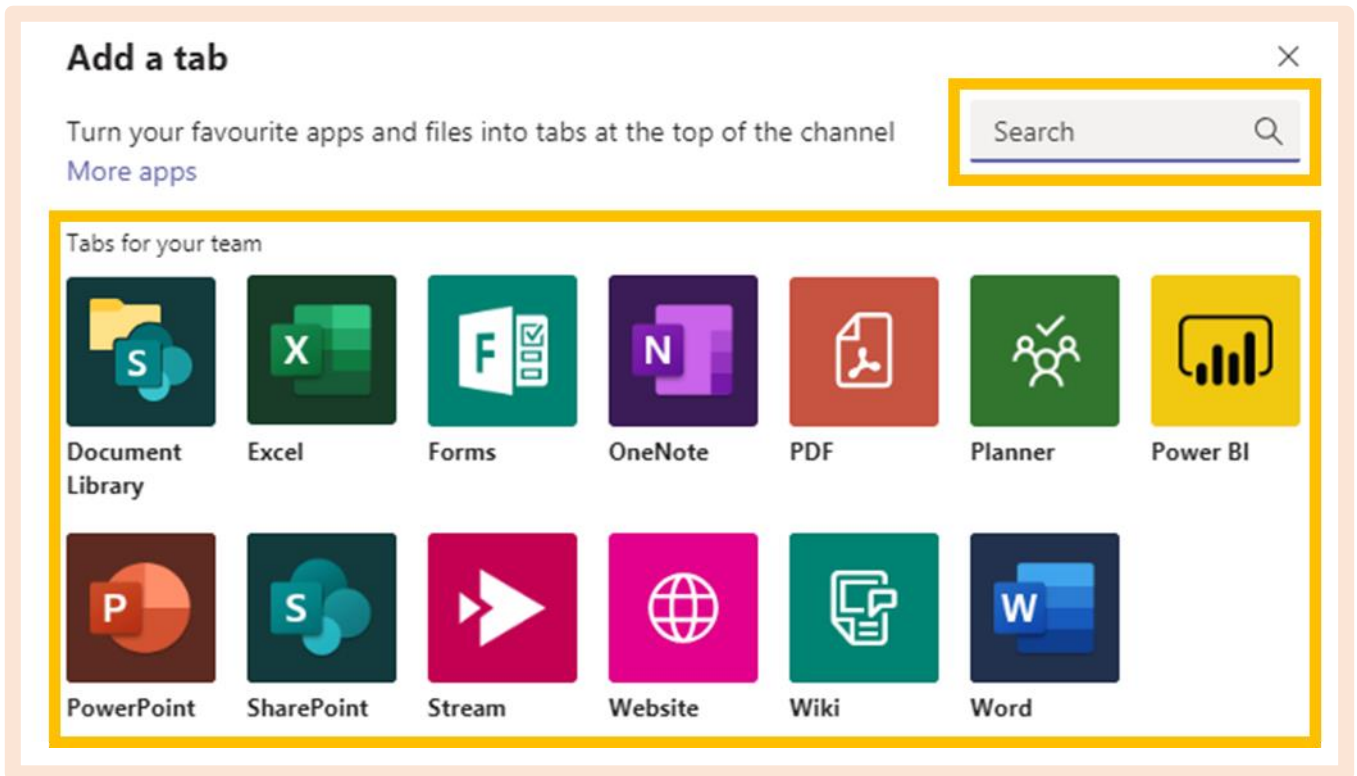 Add a tab
Turn your favourite apps and files into tabs at the top of the channel
More apps
Search
Tabs for your team
S
X
F
N
Document
Library
Excel
Forms
OneNote
PDF
Planner
Power BI
P
S
W
PowerPoint
SharePoint
Stream
Website
Wiki
Word